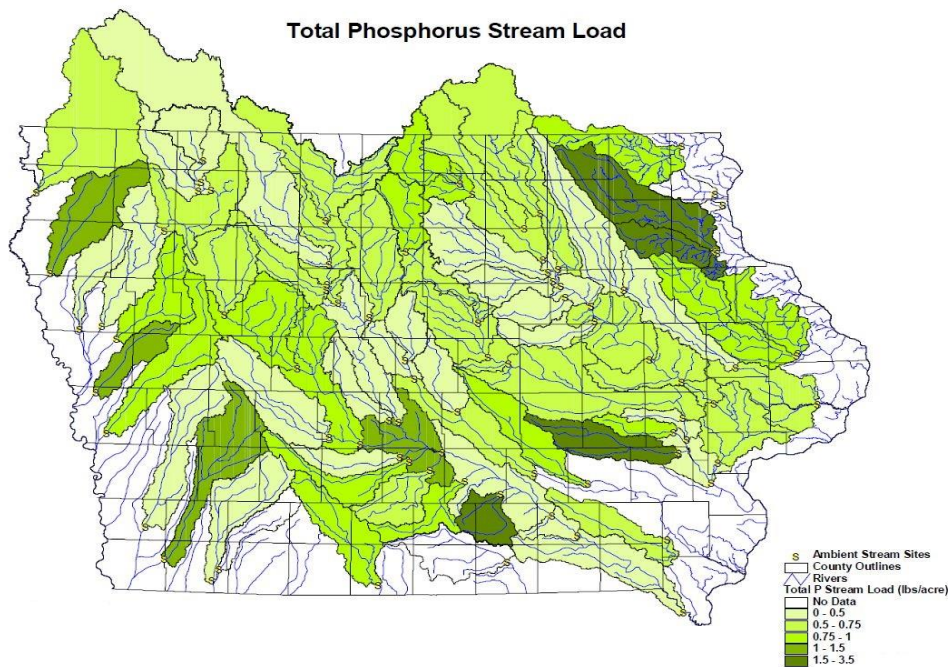 Total Phosphorus Stream Load
S Ambient Stream Sites
County Outlines
Rivers
Total P Stream Load (lbs/acre)
No Data
0 - 0.5
0.5 - 0.75
0.75 - 1
1 - 1.5
1.5 - 3.5